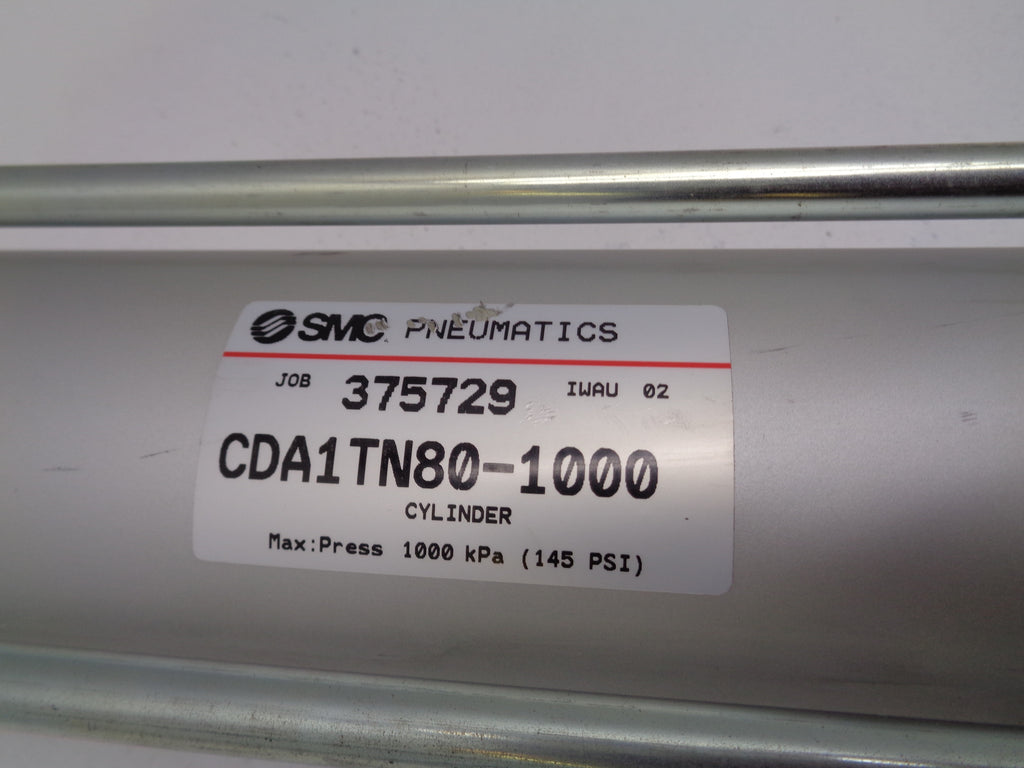 SMC PNEUMATICS
JOB 375729 IWAU 02
CDA1TN80-1000
CYLINDER
Max:Press 1000 kPa (145 PSI)